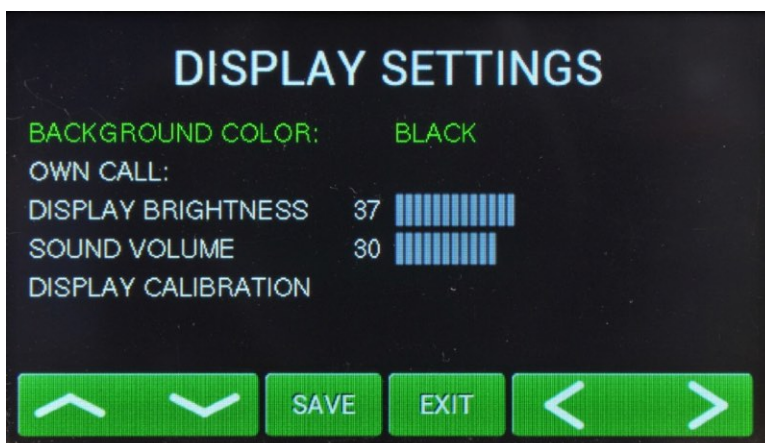 DISPLAY SETTINGS
BACKGROUND COLOR: BLACK
OWN CALL:
DISPLAY BRIGHTNESS 37
SOUND VOLUME 30
DISPLAY CALIBRATION
SAVE EXIT